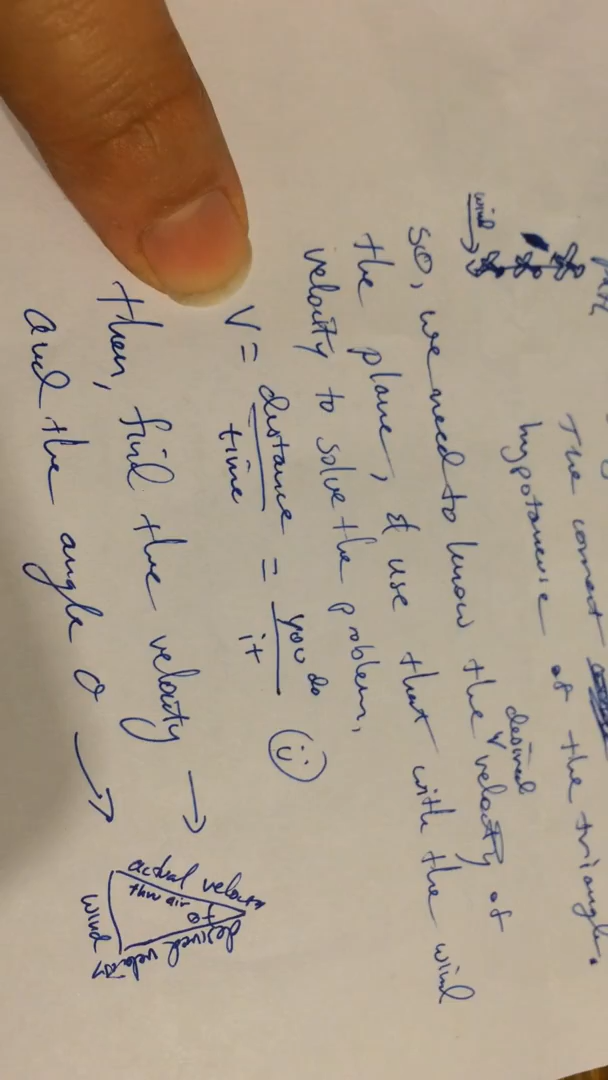 path
The correct
hypotenuse of the triangle.
wind
so, we need to know the desired velocity of
the plane, & use that with the wind
velocity to solve the problem,
V = distance / time = you do / it
then, find the velocity →
and the angle θ →
actual velocity
thru air
θ
desired velocity
wind